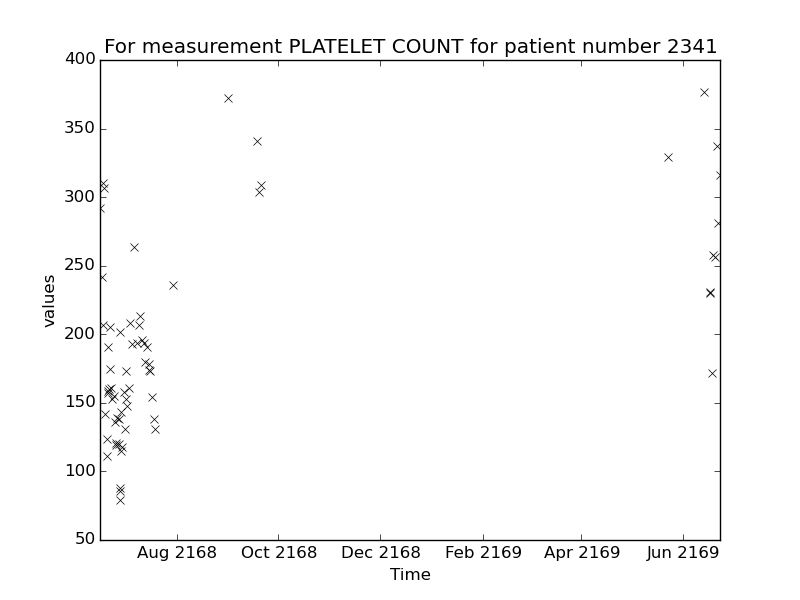 For measurement PLATELET COUNT for patient number 2341
400
350
300
250
200
150
100
50
values
Aug 2168 Oct 2168 Dec 2168 Feb 2169 Apr 2169 Jun 2169
Time